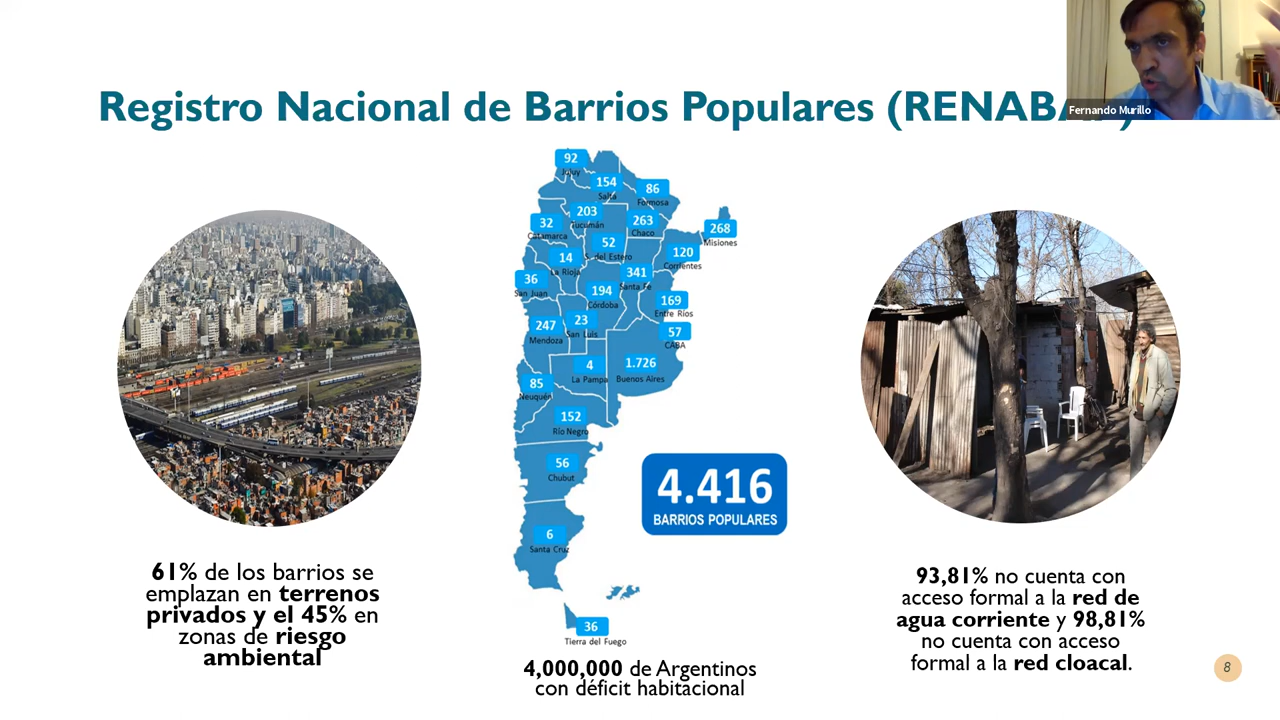 Registro Nacional de Barrios Populares (RENABA
Fernando Murillo
92
Jujuy
154
Salta
86
Formosa
203
Tucumán
263
Chaco
268
Misiones
32
Catamarca
52
S. del Estero
120
Corrientes
14
La Rioja
36
San Juan
341
Santa Fe
194
Córdoba
169
Entre Ríos
247
Mendoza
23
San Luis
57
CABA
4
La Pampa
1.726
Buenos Aires
85
Neuquén
152
Río Negro
56
Chubut
6
Santa Cruz
36
Tierra del Fuego
4.416
BARRIOS POPULARES
61% de los barrios se
emplazan en terrenos
privados y el 45% en
zonas de riesgo
ambiental
4,000,000 de Argentinos
con déficit habitacional
93,81% no cuenta con
acceso formal a la red de
agua corriente y 98,81%
no cuenta con acceso
formal a la red cloacal.
8